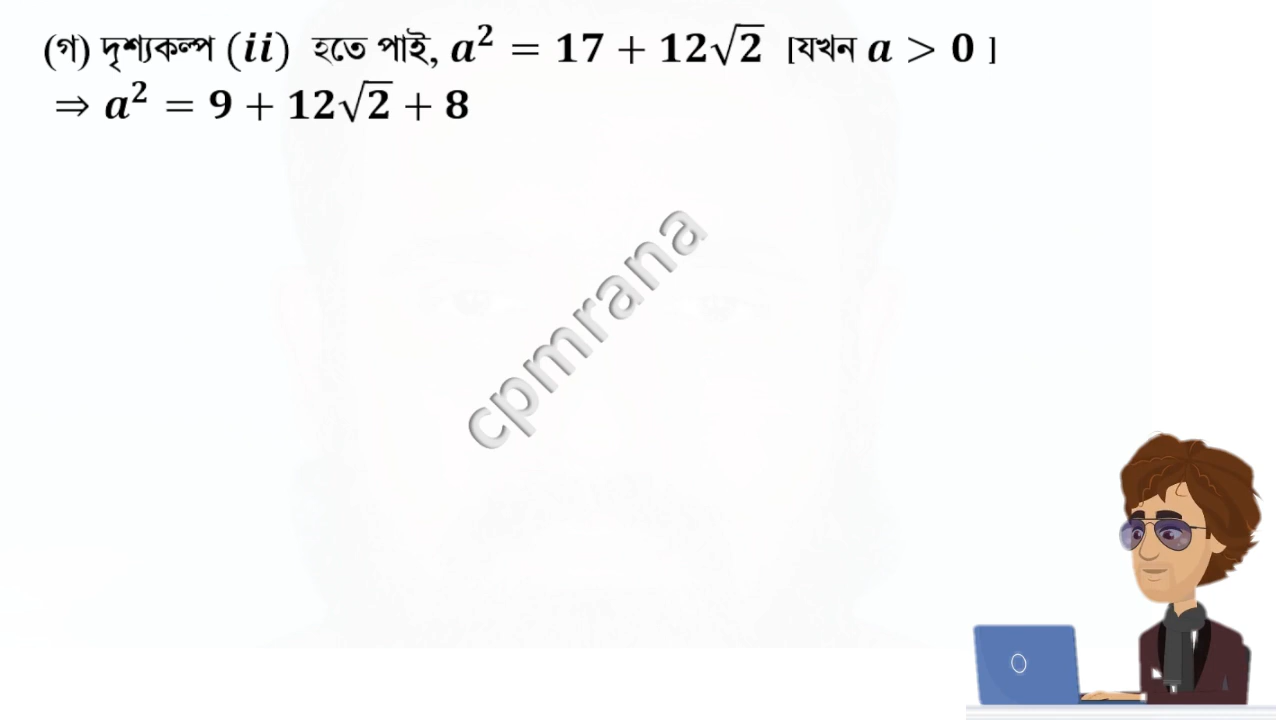 (গ) দৃশ্যকল্প (ii) হতে পাই, a² = 17 + 12√2 [যখন a > 0 ]
⇒ a² = 9 + 12√2 + 8
cpmrana